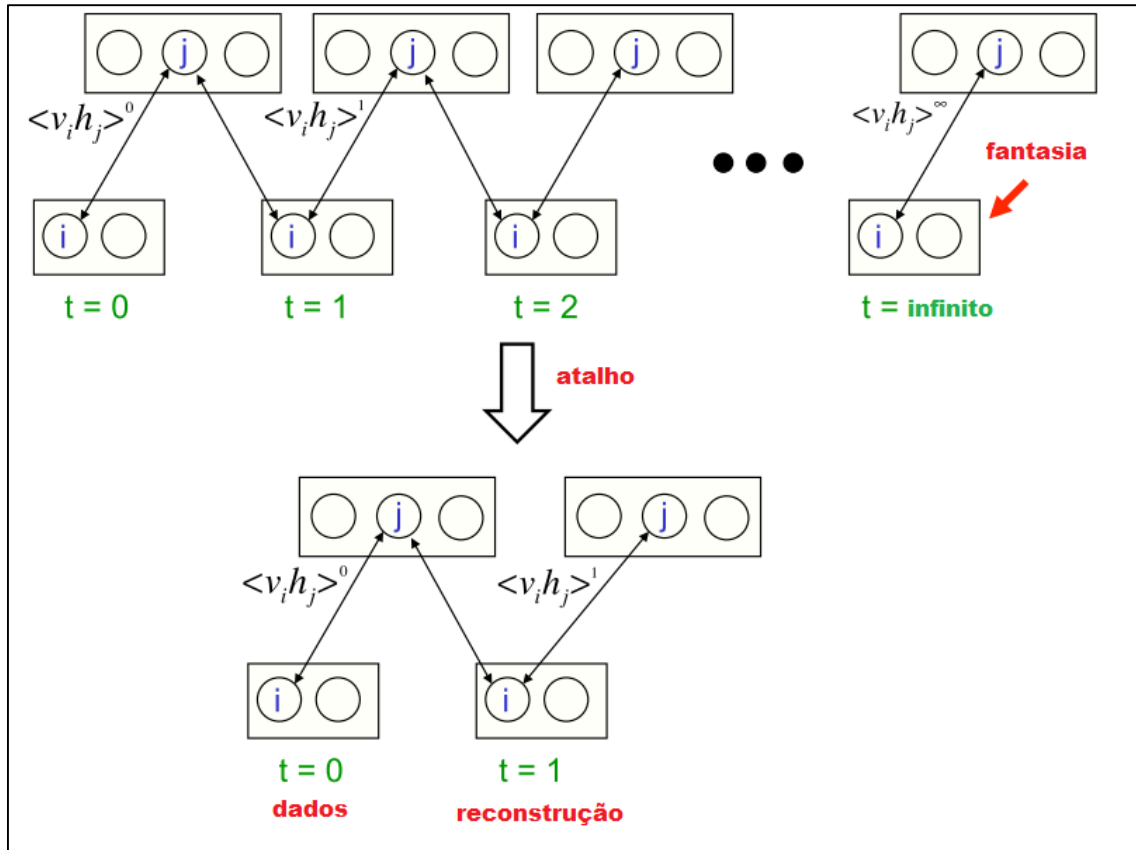 j j j j
<v_i h_j>^0 <v_i h_j>^1 <v_i h_j>^∞
fantasia
i i i i
t = 0 t = 1 t = 2 t = infinito
atalho
j j
<v_i h_j>^0 <v_i h_j>^1
i i
t = 0 t = 1
dados reconstrução